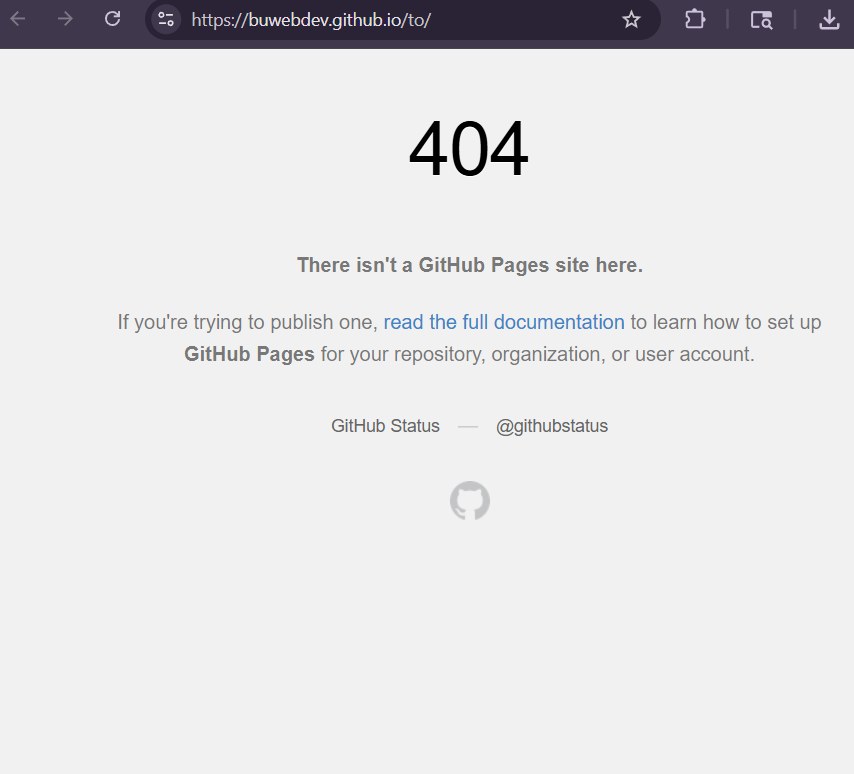 https://buwebdev.github.io/to/
404
There isn't a GitHub Pages site here.
If you're trying to publish one, read the full documentation to learn how to set up
GitHub Pages for your repository, organization, or user account.
GitHub Status — @githubstatus